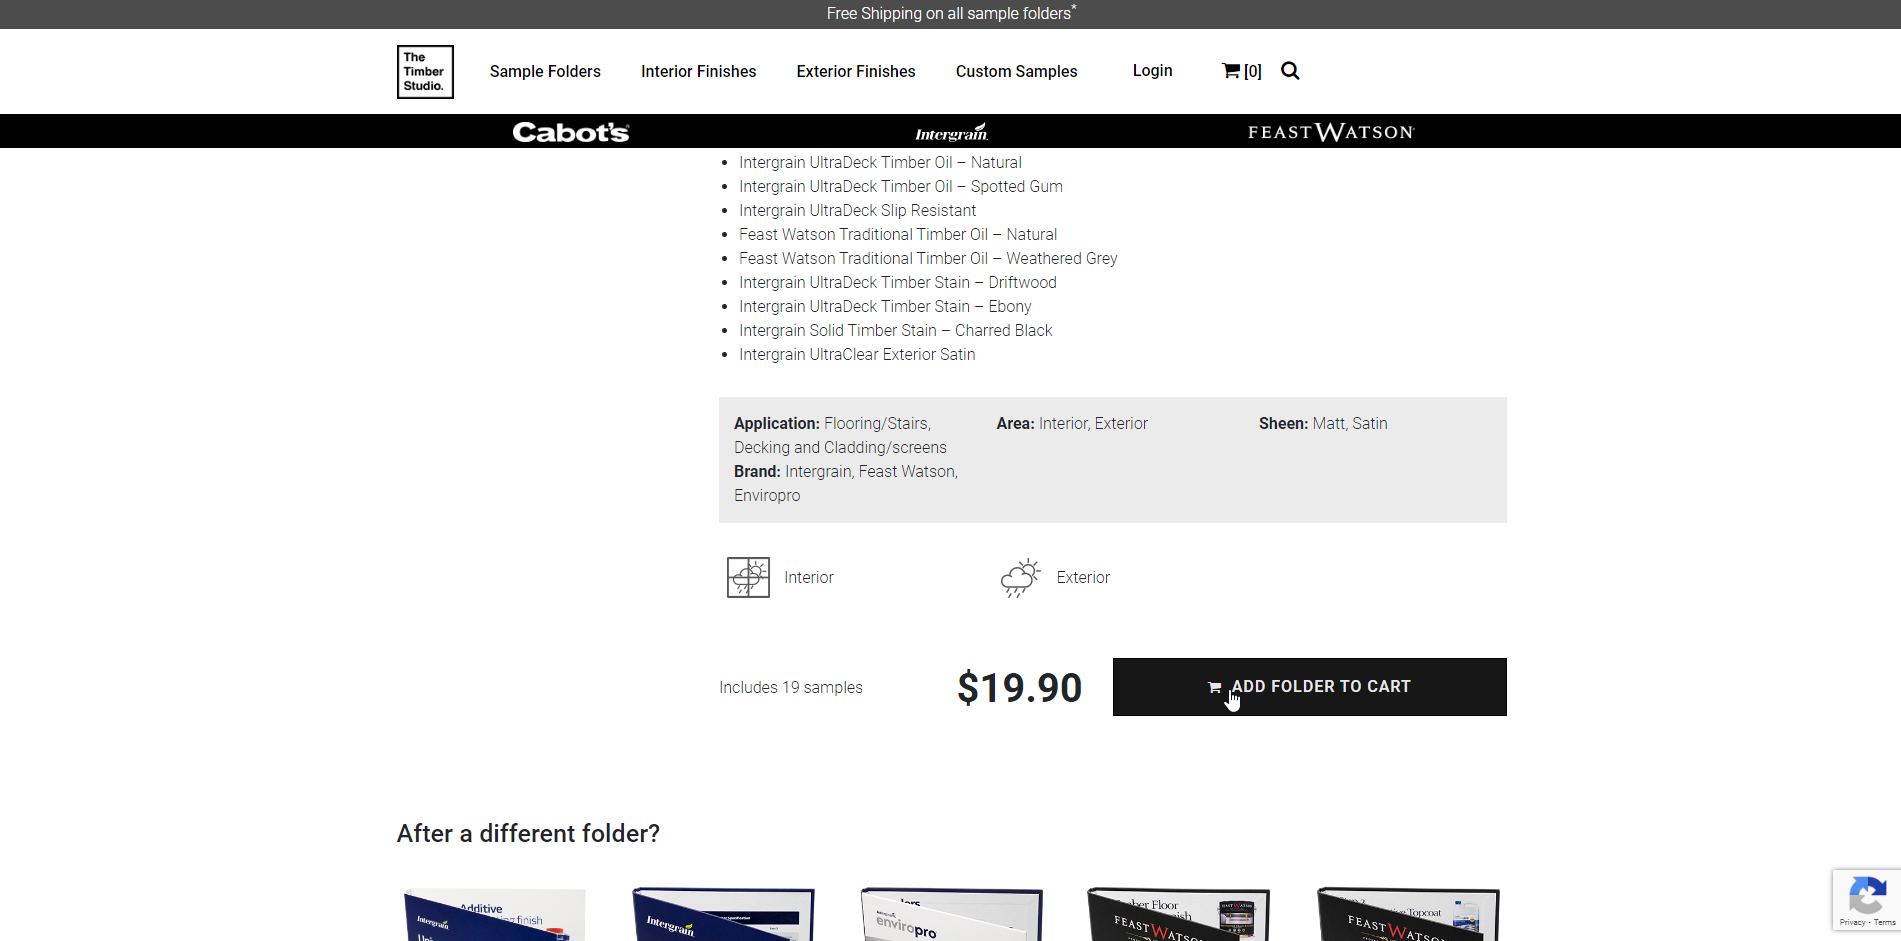 Free Shipping on all sample folders*
The
Timber
Studio.
Sample Folders
Interior Finishes
Exterior Finishes
Custom Samples
Login
[0]
Cabot's
Intergrain
FEAST WATSON
Intergrain UltraDeck Timber Oil – Natural
Intergrain UltraDeck Timber Oil – Spotted Gum
Intergrain UltraDeck Slip Resistant
Feast Watson Traditional Timber Oil – Natural
Feast Watson Traditional Timber Oil – Weathered Grey
Intergrain UltraDeck Timber Stain – Driftwood
Intergrain UltraDeck Timber Stain – Ebony
Intergrain Solid Timber Stain – Charred Black
Intergrain UltraClear Exterior Satin
Application: Flooring/Stairs,
Decking and Cladding/screens
Brand: Intergrain, Feast Watson,
Enviropro
Area: Interior, Exterior
Sheen: Matt, Satin
Interior
Exterior
Includes 19 samples
$19.90
ADD FOLDER TO CART
After a different folder?
Additive
finish
Intergrain
Intergrain
enviropro
Floor
FEAST WATSON
Topcoat
FEAST
Privacy - Terms